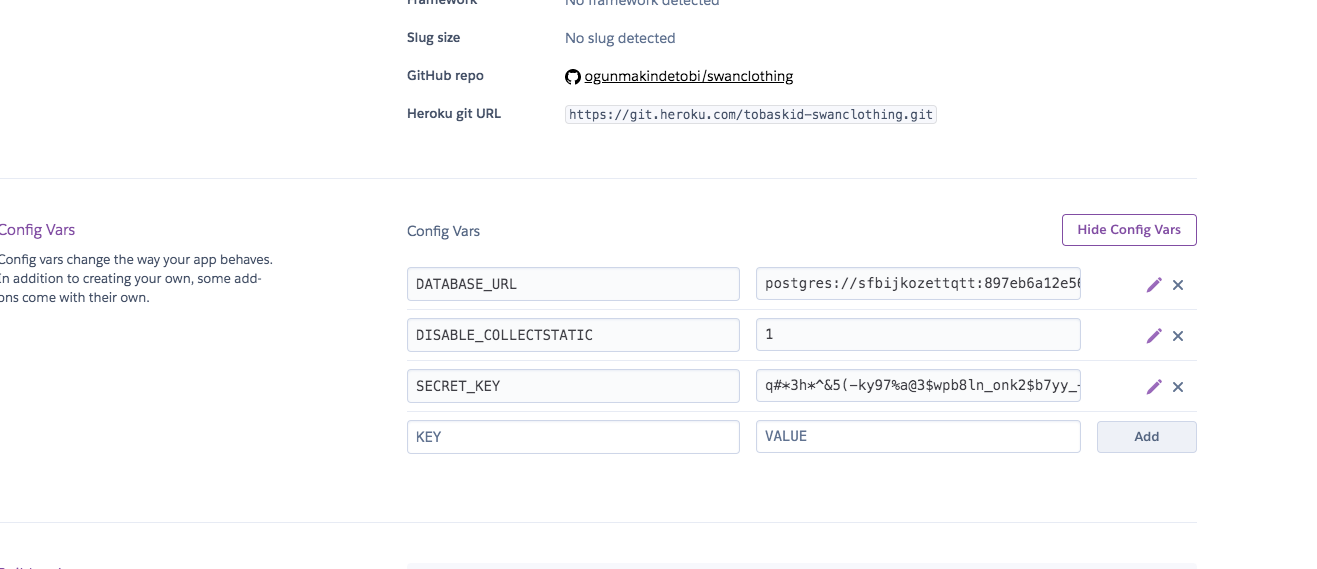 Framework No framework detected
Slug size No slug detected
GitHub repo ogunmakindetobi/swanclothing
Heroku git URL https://git.heroku.com/tobaskid-swanclothing.git
Config Vars
Config vars change the way your app behaves.
In addition to creating your own, some add-
ons come with their own.
Config Vars Hide Config Vars
DATABASE_URL postgres://sfbijkozettqtt:897eb6a12e56
DISABLE_COLLECTSTATIC 1
SECRET_KEY q#*3h*^&5(-ky97%a@3$wpb8ln_onk2$b7yy_-
KEY VALUE Add